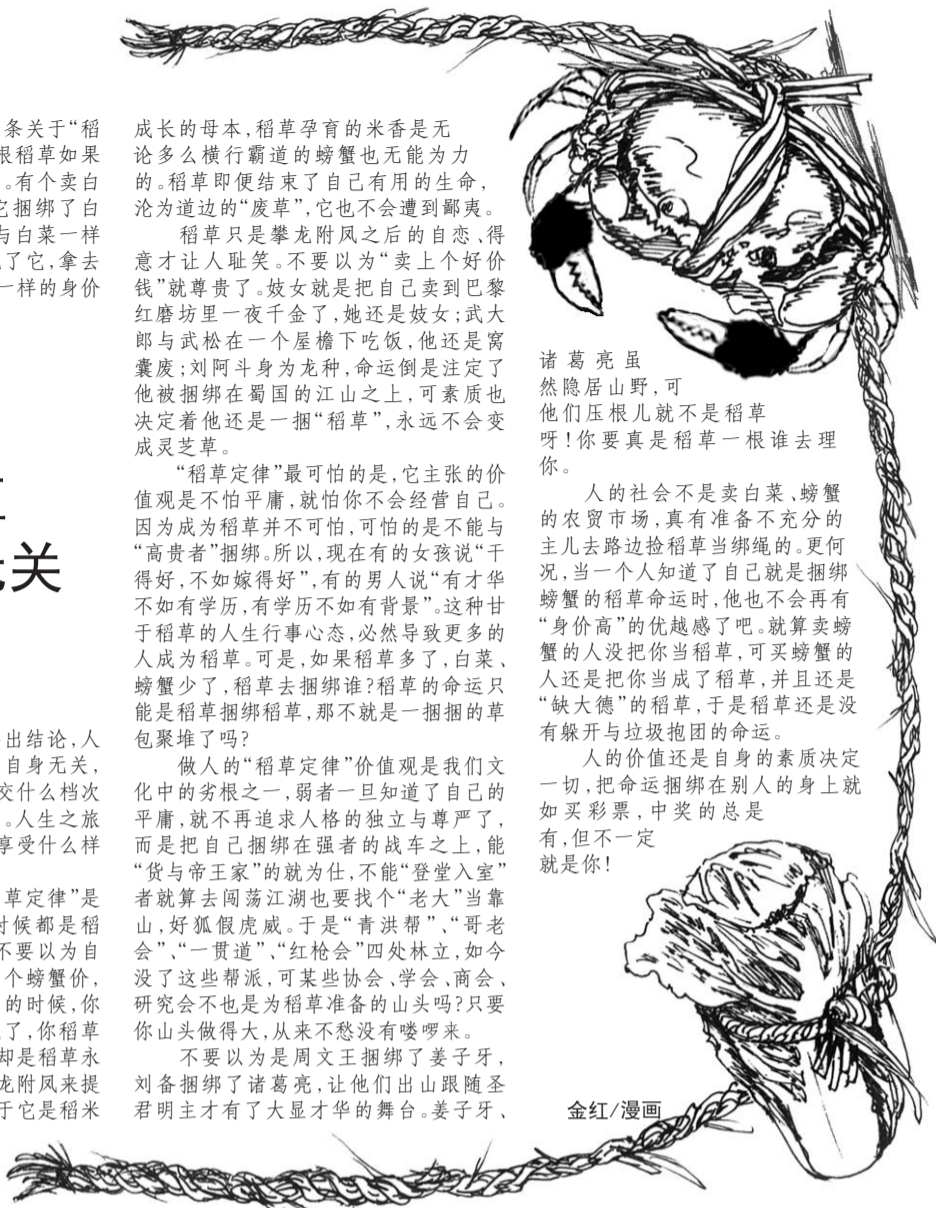 条关于“稻
根稻草如果
。有个卖白
它捆绑了白
与白菜一样
了它,拿去
一样的身价
无关
出结论,人
自身无关,
交什么档次
。人生之旅
享受什么样
草定律”是
时候都是稻
不要以为自
个螃蟹价,
的时候,你
了,你稻草
却是稻草永
龙附凤来提
于它是稻米
成长的母本,稻草孕育的米香是无
论多么横行霸道的螃蟹也无能为力
的。稻草即便结束了自己有用的生命,
沦为道边的“废草”,它也不会遭到鄙夷。
稻草只是攀龙附凤之后的自恋、得
意才让人耻笑。不要以为“卖上个好价
钱”就尊贵了。妓女就是把自己卖到巴黎
红磨坊里一夜千金了,她还是妓女;武大
郎与武松在一个屋檐下吃饭,他还是窝
囊废;刘阿斗身为龙种,命运倒是注定了
他被捆绑在蜀国的江山之上,可素质也
决定着他还是一捆“稻草”,永远不会变
成灵芝草。
“稻草定律”最可怕的是,它主张的价
值观是不怕平庸,就怕你不会经营自己。
因为成为稻草并不可怕,可怕的是不能与
“高贵者”捆绑。所以,现在有的女孩说“干
得好,不如嫁得好”,有的男人说“有才华
不如有学历,有学历不如有背景”。这种甘
于稻草的人生行事心态,必然导致更多的
人成为稻草。可是,如果稻草多了,白菜、
螃蟹少了,稻草去捆绑谁?稻草的命运只
能是稻草捆绑稻草,那不就是一捆捆的草
包聚堆了吗?
做人的“稻草定律”价值观是我们文
化中的劣根之一,弱者一旦知道了自己的
平庸,就不再追求人格的独立与尊严了,
而是把自己捆绑在强者的战车之上,能
“货与帝王家”的就为仕,不能“登堂入室”
者就算去闯荡江湖也要找个“老大”当靠
山,好狐假虎威。于是“青洪帮”、“哥老
会”、“一贯道”、“红枪会”四处林立,如今
没了这些帮派,可某些协会、学会、商会、
研究会不也是为稻草准备的山头吗?只要
你山头做得大,从来不愁没有喽啰来。
不要以为是周文王捆绑了姜子牙,
刘备捆绑了诸葛亮,让他们出山跟随圣
君明主才有了大显才华的舞台。姜子牙、
诸葛亮虽
然隐居山野,可
他们压根儿就不是稻草
呀!你要真是稻草一根谁去理
你。
人的社会不是卖白菜、螃蟹
的农贸市场,真有准备不充分的
主儿去路边捡稻草当绑绳的。更何
况,当一个人知道了自己就是捆绑
螃蟹的稻草命运时,他也不会再有
“身价高”的优越感了吧。就算卖螃
蟹的人没把你当稻草,可买螃蟹的
人还是把你当成了稻草,并且还是
“缺大德”的稻草,于是稻草还是没
有躲开与垃圾抱团的命运。
人的价值还是自身的素质决定
一切,把命运捆绑在别人的身上就
如买彩票,中奖的总是
有,但不一定
就是你!
金红/漫画